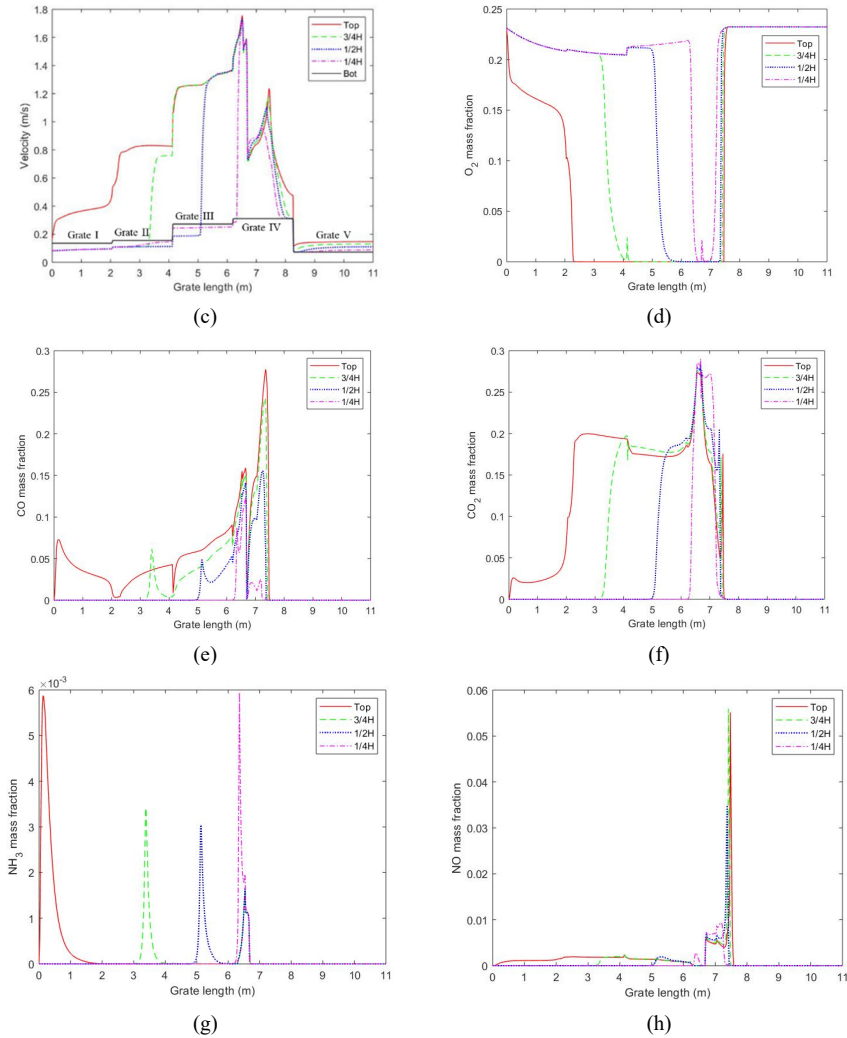 1.8
1.6
1.4
1.2
1
0.8
0.6
0.4
0.2
0
Velocity (m/s)
Top
3/4H
1/2H
1/4H
Bot
Grate I
Grate II
Grate III
Grate IV
Grate V
0 1 2 3 4 5 6 7 8 9 10 11
Grate length (m)
(c)
0.25
0.2
0.15
0.1
0.05
0
O2 mass fraction
Top
3/4H
1/2H
1/4H
0 1 2 3 4 5 6 7 8 9 10 11
Grate length (m)
(d)
0.3
0.25
0.2
0.15
0.1
0.05
0
CO mass fraction
Top
3/4H
1/2H
1/4H
0 1 2 3 4 5 6 7 8 9 10 11
Grate length (m)
(e)
0.3
0.25
0.2
0.15
0.1
0.05
0
CO2 mass fraction
Top
3/4H
1/2H
1/4H
0 1 2 3 4 5 6 7 8 9 10 11
Grate length (m)
(f)
×10-3
6
5
4
3
2
1
0
NH3 mass fraction
Top
3/4H
1/2H
1/4H
0 1 2 3 4 5 6 7 8 9 10 11
Grate length (m)
(g)
0.06
0.05
0.04
0.03
0.02
0.01
0
NO mass fraction
Top
3/4H
1/2H
1/4H
0 1 2 3 4 5 6 7 8 9 10 11
Grate length (m)
(h)